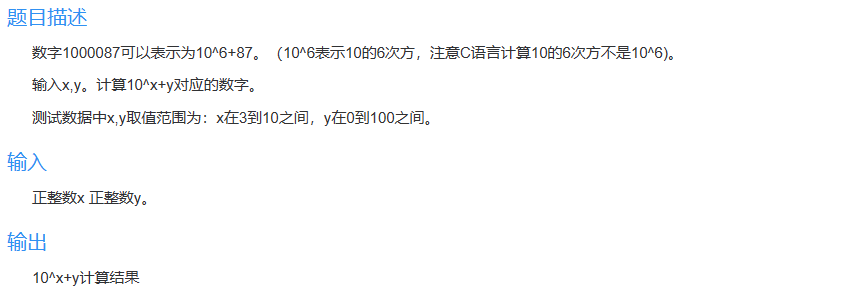 题目描述
数字1000087可以表示为10^6+87。（10^6表示10的6次方，注意C语言计算10的6次方不是10^6)。
输入x,y。计算10^x+y对应的数字。
测试数据中x,y取值范围为：x在3到10之间，y在0到100之间。
输入
正整数x 正整数y。
输出
10^x+y计算结果